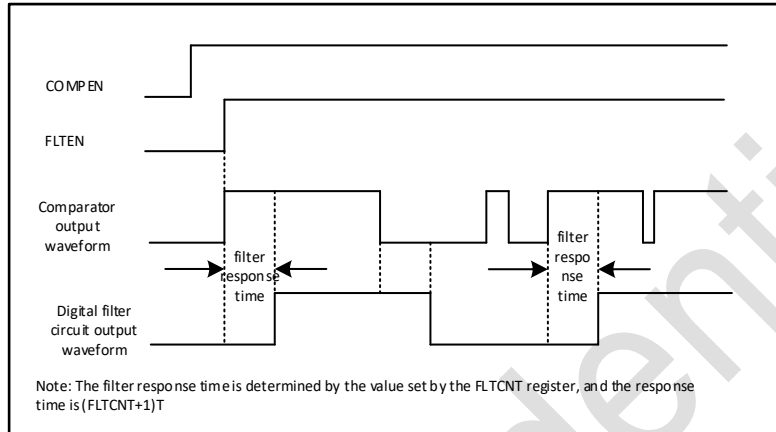 COMPEN
FLTEN
Comparator
output
waveform
filter
response
time
filter
respo
nse
time
Digital filter
circuit output
waveform
Note: The filter response time is determined by the value set by the FLTCNT register, and the response
time is (FLTCNT+1)T